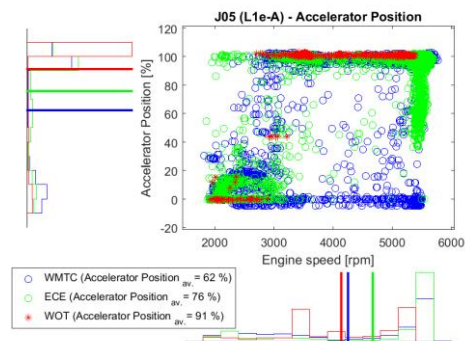 J05 (L1e-A) - Accelerator Position
Accelerator Position [%]
120
100
80
60
40
20
0
-20
2000 3000 4000 5000 6000
Engine speed [rpm]
WMTC (Accelerator Position av. = 62 %)
ECE (Accelerator Position av. = 76 %)
WOT (Accelerator Position av. = 91 %)